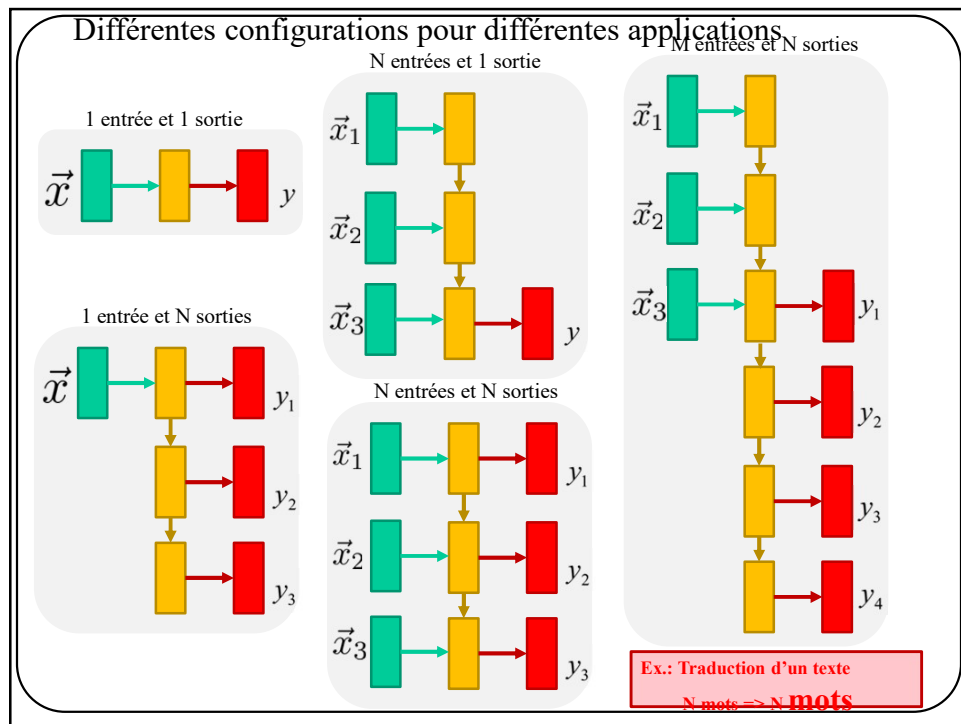 Différentes configurations pour différentes applications
1 entrée et 1 sortie
x⃗
y
1 entrée et N sorties
x⃗
y₁
y₂
y₃
N entrées et 1 sortie
x⃗₁
x⃗₂
x⃗₃
y
N entrées et N sorties
x⃗₁
y₁
x⃗₂
y₂
x⃗₃
y₃
M entrées et N sorties
x⃗₁
x⃗₂
x⃗₃
y₁
y₂
y₃
y₄
Ex.: Traduction d’un texte
N mots => N mots